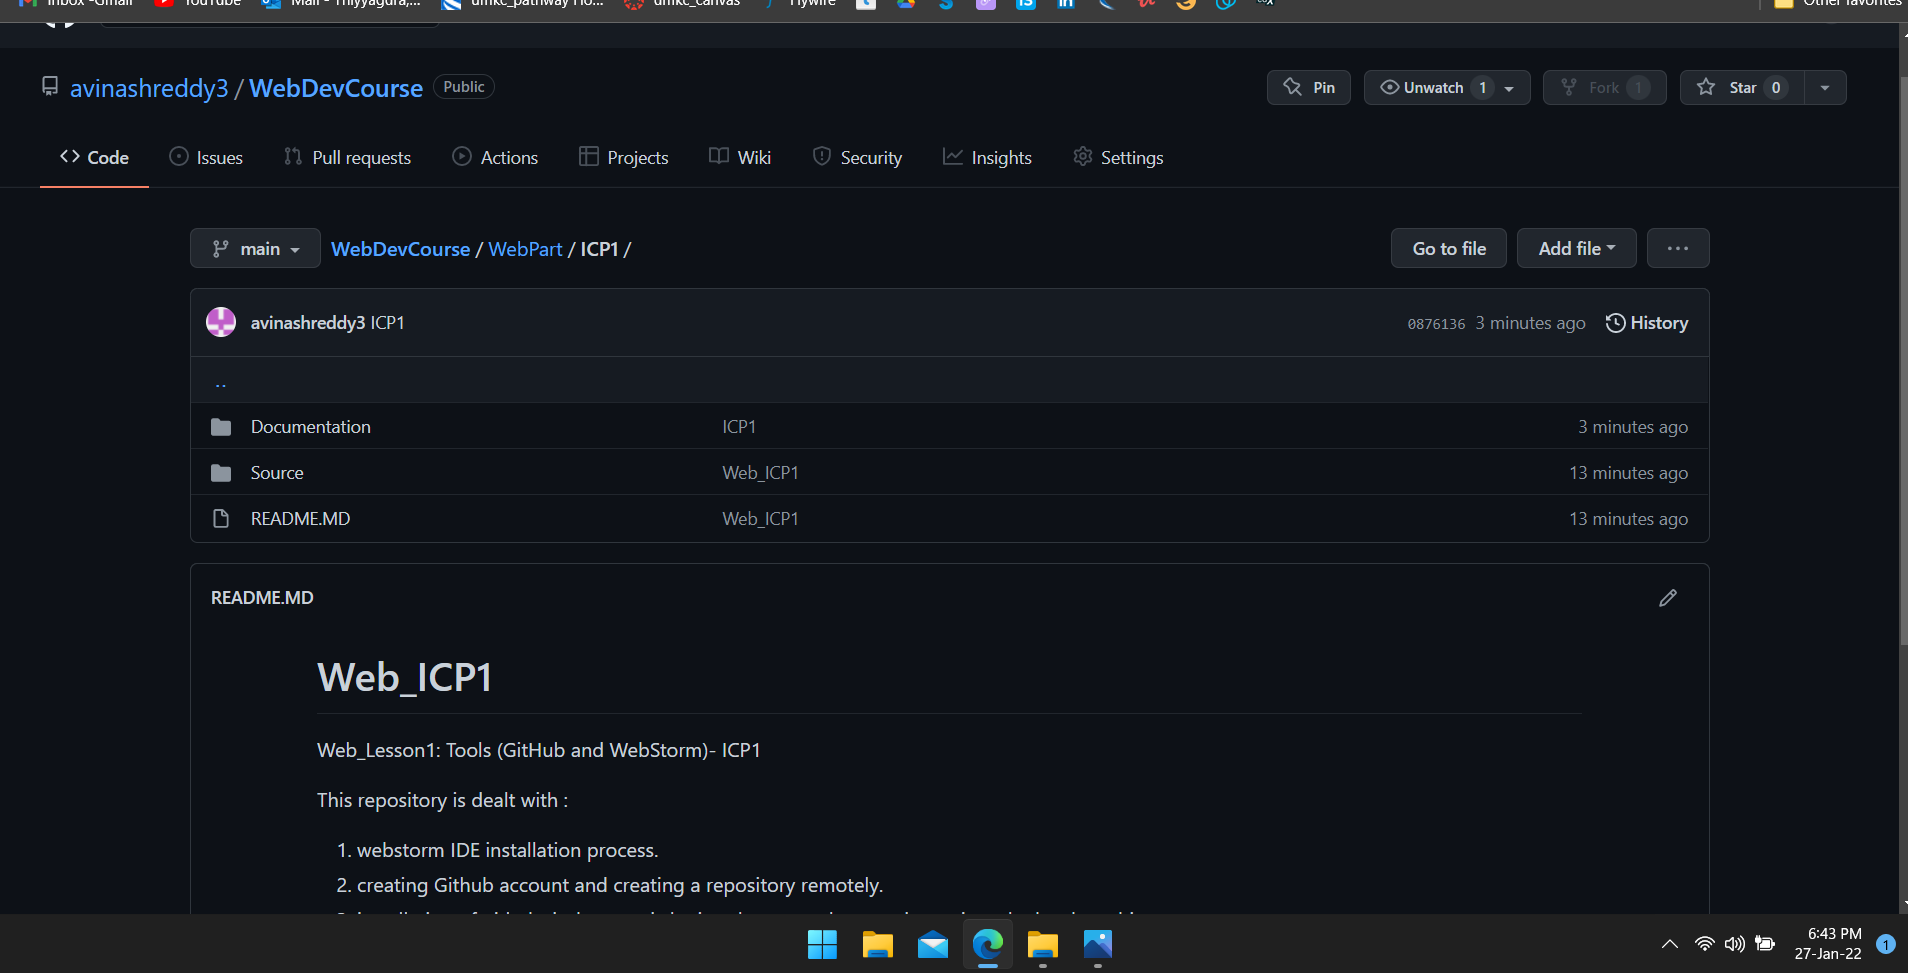 Inbox -Gmail YouTube Mail - Thiyyagura,... umkc_pathway Ho... umkc_canvas Flywire Other favorites
avinashreddy3 / WebDevCourse Public
Pin Unwatch 1 Fork 1 Star 0
Code Issues Pull requests Actions Projects Wiki Security Insights Settings
main WebDevCourse / WebPart / ICP1 / Go to file Add file ...
avinashreddy3 ICP1 0876136 3 minutes ago History
..
Documentation ICP1 3 minutes ago
Source Web_ICP1 13 minutes ago
README.MD Web_ICP1 13 minutes ago
README.MD
Web_ICP1
Web_Lesson1: Tools (GitHub and WebStorm)- ICP1
This repository is dealt with :
1. webstorm IDE installation process.
2. creating Github account and creating a repository remotely.
6:43 PM
27-Jan-22 1